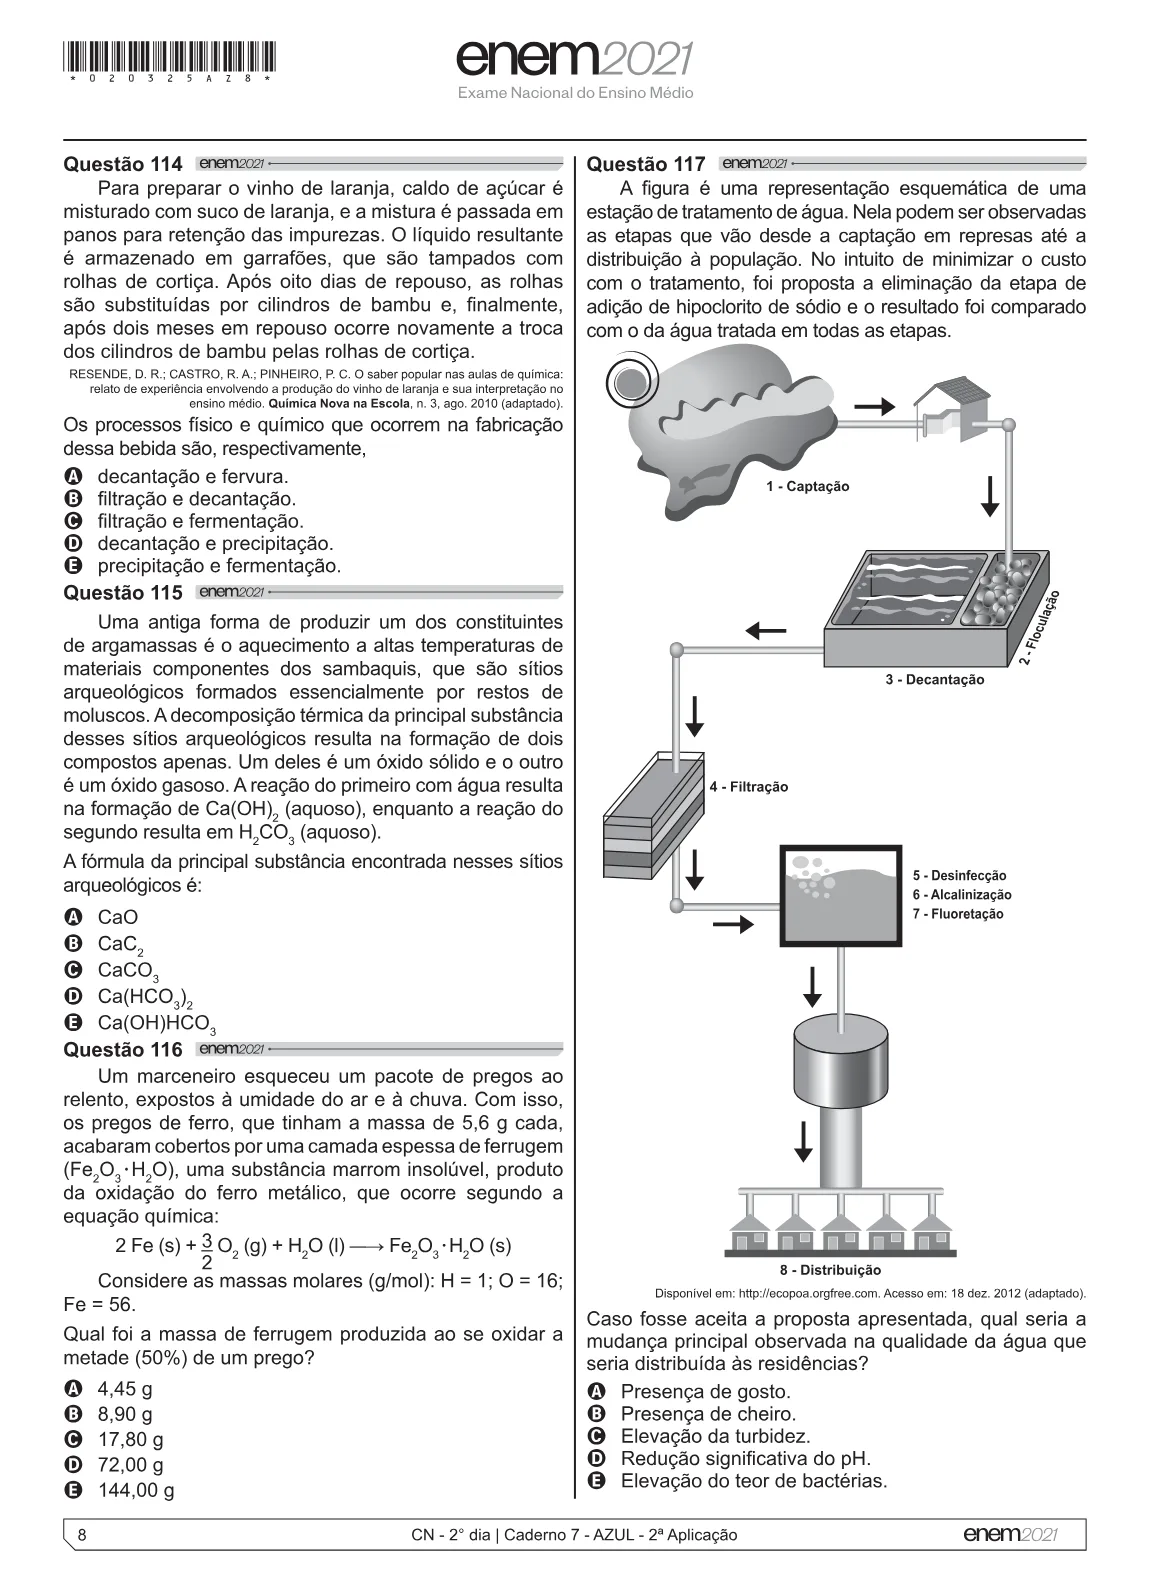 *020325AZ8*
enem2021
Exame Nacional do Ensino Médio
Questão 114 enem2021
Para preparar o vinho de laranja, caldo de açúcar é
misturado com suco de laranja, e a mistura é passada em
panos para retenção das impurezas. O líquido resultante
é armazenado em garrafões, que são tampados com
rolhas de cortiça. Após oito dias de repouso, as rolhas
são substituídas por cilindros de bambu e, finalmente,
após dois meses em repouso ocorre novamente a troca
dos cilindros de bambu pelas rolhas de cortiça.
RESENDE, D. R.; CASTRO, R. A.; PINHEIRO, P. C. O saber popular nas aulas de química:
relato de experiência envolvendo a produção do vinho de laranja e sua interpretação no
ensino médio. Química Nova na Escola, n. 3, ago. 2010 (adaptado).
Os processos físico e químico que ocorrem na fabricação
dessa bebida são, respectivamente,
A decantação e fervura.
B filtração e decantação.
C filtração e fermentação.
D decantação e precipitação.
E precipitação e fermentação.
Questão 115 enem2021
Uma antiga forma de produzir um dos constituintes
de argamassas é o aquecimento a altas temperaturas de
materiais componentes dos sambaquis, que são sítios
arqueológicos formados essencialmente por restos de
moluscos. A decomposição térmica da principal substância
desses sítios arqueológicos resulta na formação de dois
compostos apenas. Um deles é um óxido sólido e o outro
é um óxido gasoso. A reação do primeiro com água resulta
na formação de Ca(OH)₂ (aquoso), enquanto a reação do
segundo resulta em H₂CO₃ (aquoso).
A fórmula da principal substância encontrada nesses sítios
arqueológicos é:
A CaO
B CaC₂
C CaCO₃
D Ca(HCO₃)₂
E Ca(OH)HCO₃
Questão 116 enem2021
Um marceneiro esqueceu um pacote de pregos ao
relento, expostos à umidade do ar e à chuva. Com isso,
os pregos de ferro, que tinham a massa de 5,6 g cada,
acabaram cobertos por uma camada espessa de ferrugem
(Fe₂O₃·H₂O), uma substância marrom insolúvel, produto
da oxidação do ferro metálico, que ocorre segundo a
equação química:
2 Fe (s) + 3/2 O₂ (g) + H₂O (l) ⟶ Fe₂O₃·H₂O (s)
Considere as massas molares (g/mol): H = 1; O = 16;
Fe = 56.
Qual foi a massa de ferrugem produzida ao se oxidar a
metade (50%) de um prego?
A 4,45 g
B 8,90 g
C 17,80 g
D 72,00 g
E 144,00 g
Questão 117 enem2021
A figura é uma representação esquemática de uma
estação de tratamento de água. Nela podem ser observadas
as etapas que vão desde a captação em represas até a
distribuição à população. No intuito de minimizar o custo
com o tratamento, foi proposta a eliminação da etapa de
adição de hipoclorito de sódio e o resultado foi comparado
com o da água tratada em todas as etapas.
1 - Captação
2 - Floculação
3 - Decantação
4 - Filtração
5 - Desinfecção
6 - Alcalinização
7 - Fluoretação
8 - Distribuição
Disponível em: http://ecopoa.orgfree.com. Acesso em: 18 dez. 2012 (adaptado).
Caso fosse aceita a proposta apresentada, qual seria a
mudança principal observada na qualidade da água que
seria distribuída às residências?
A Presença de gosto.
B Presença de cheiro.
C Elevação da turbidez.
D Redução significativa do pH.
E Elevação do teor de bactérias.
8
CN - 2° dia | Caderno 7 - AZUL - 2ª Aplicação
enem2021